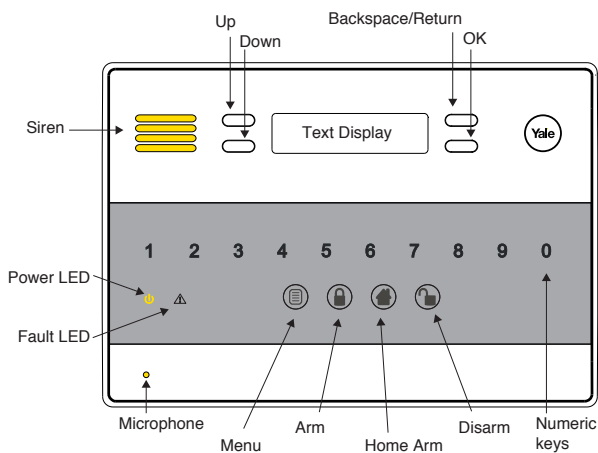 Up
Backspace/Return
Down
OK
Siren
Text Display
Yale
1 2 3 4 5 6 7 8 9 0
Power LED
Fault LED
Microphone
Menu
Arm
Home Arm
Disarm
Numeric
keys